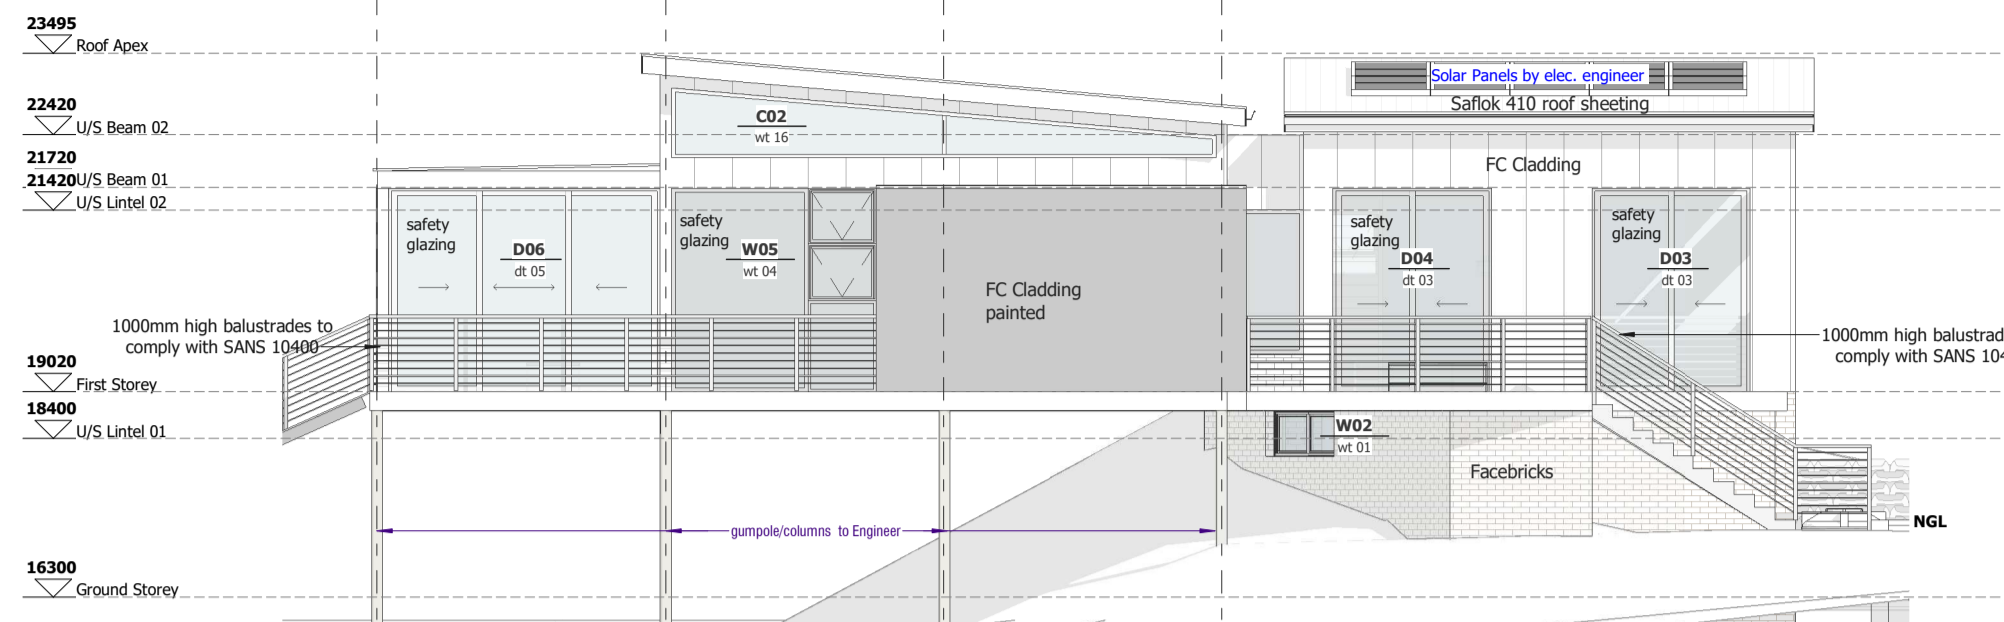 23495
Roof Apex
22420
U/S Beam 02
21720
U/S Beam 01
21420
U/S Lintel 02
19020
First Storey
18400
U/S Lintel 01
16300
Ground Storey
C02
wt 16
Solar Panels by elec. engineer
Saflok 410 roof sheeting
FC Cladding
safety
glazing
D06
dt 05
safety
glazing
W05
wt 04
FC Cladding
painted
safety
glazing
D04
dt 03
safety
glazing
D03
dt 03
1000mm high balustrades to
comply with SANS 10400
1000mm high balustrad
comply with SANS 104
W02
wt 01
Facebricks
gumpole/columns to Engineer
NGL